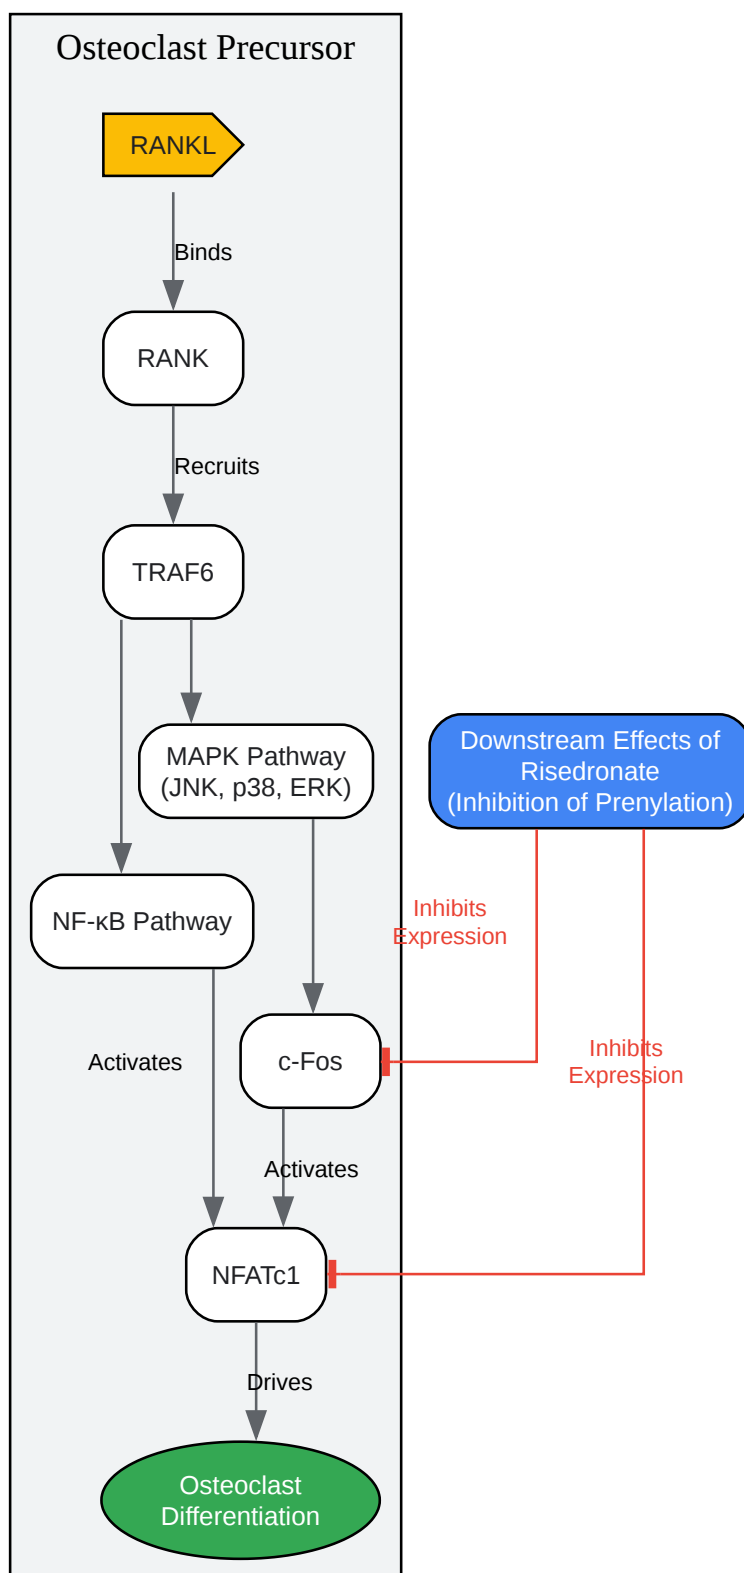 Osteoclast Precursor
RANKL
Binds
RANK
Recruits
TRAF6
MAPK Pathway
(JNK, p38, ERK)
Downstream Effects of
Risedronate
(Inhibition of Prenylation)
NF-κB Pathway
Inhibits
Expression
c-Fos
Activates
Inhibits
Expression
Activates
NFATc1
Drives
Osteoclast
Differentiation